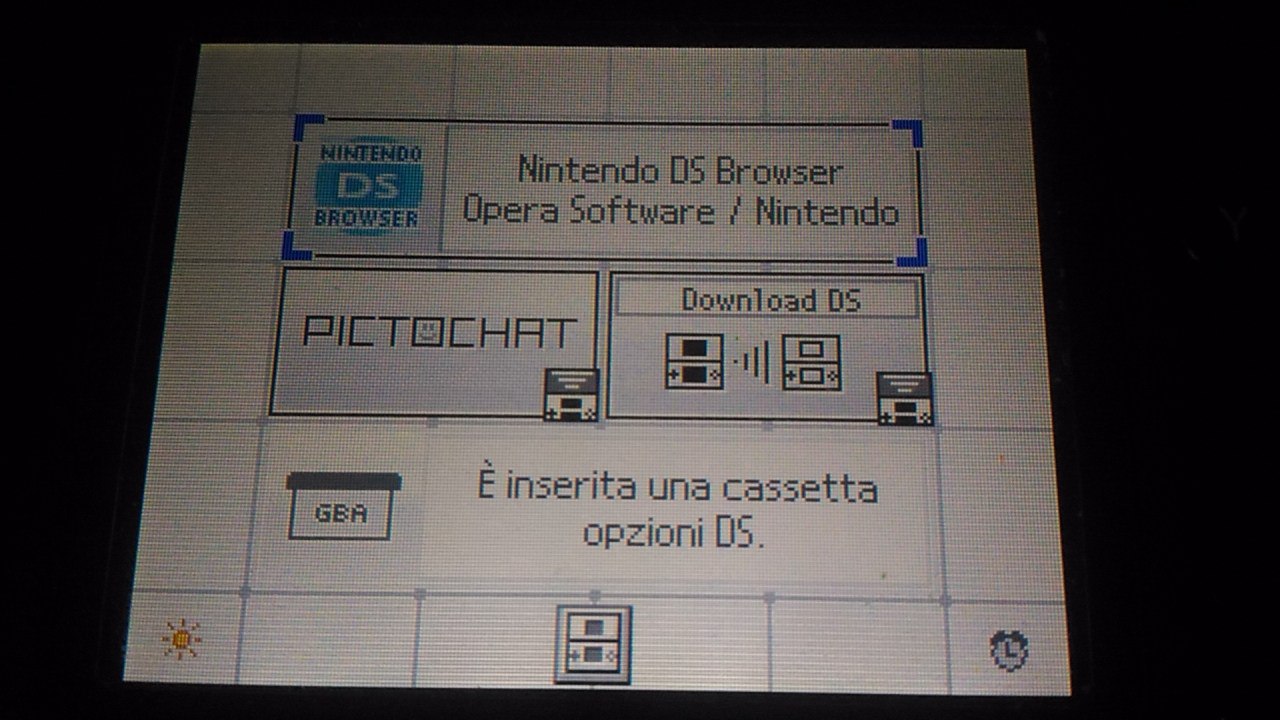 NINTENDO
DS
BROWSER
Nintendo DS Browser
Opera Software / Nintendo
PICTOCHAT
Download DS
GBA
È inserita una cassetta
opzioni DS.